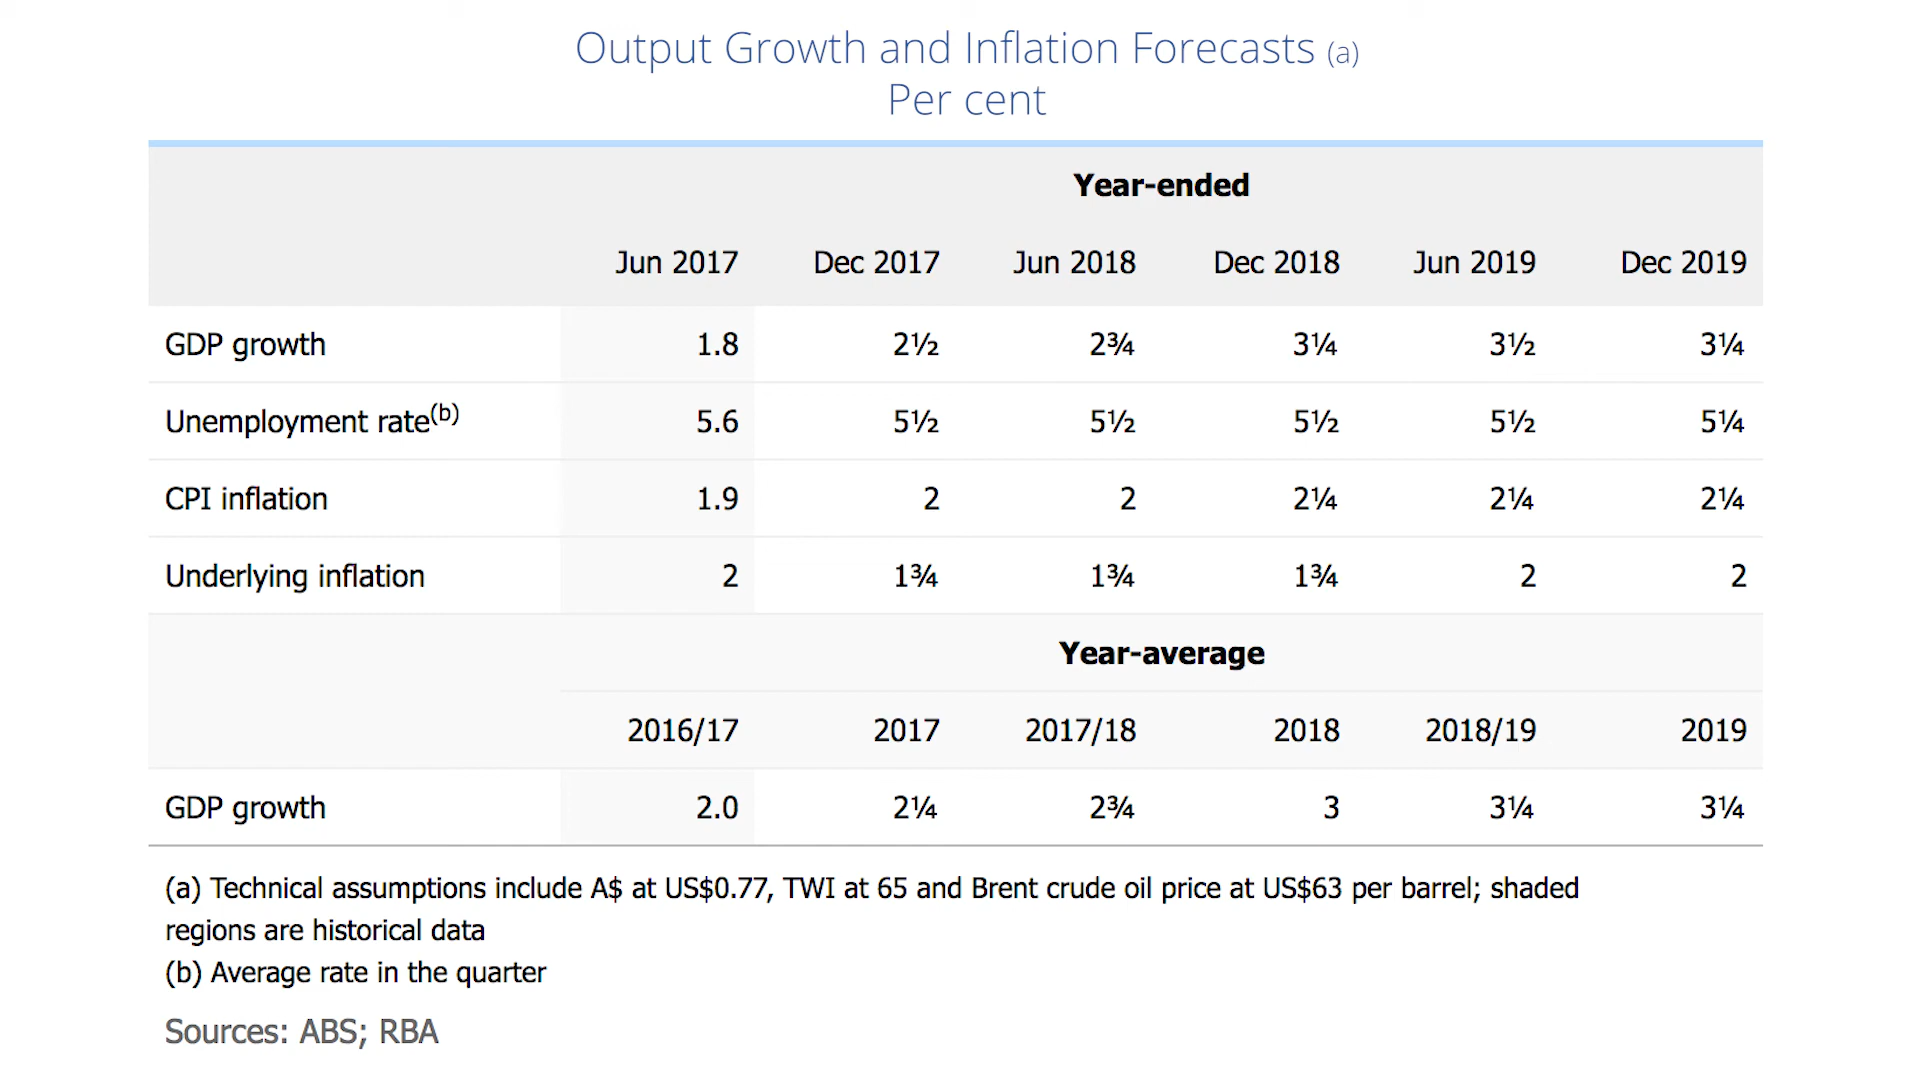 Output Growth and Inflation Forecasts (a)
Per cent
Year-ended
Jun 2017 Dec 2017 Jun 2018 Dec 2018 Jun 2019 Dec 2019
GDP growth 1.8 2½ 2¾ 3¼ 3½ 3¼
Unemployment rate(b) 5.6 5½ 5½ 5½ 5½ 5¼
CPI inflation 1.9 2 2 2¼ 2¼ 2¼
Underlying inflation 2 1¾ 1¾ 1¾ 2 2
Year-average
2016/17 2017 2017/18 2018 2018/19 2019
GDP growth 2.0 2¼ 2¾ 3 3¼ 3¼
(a) Technical assumptions include A$ at US$0.77, TWI at 65 and Brent crude oil price at US$63 per barrel; shaded
regions are historical data
(b) Average rate in the quarter
Sources: ABS; RBA